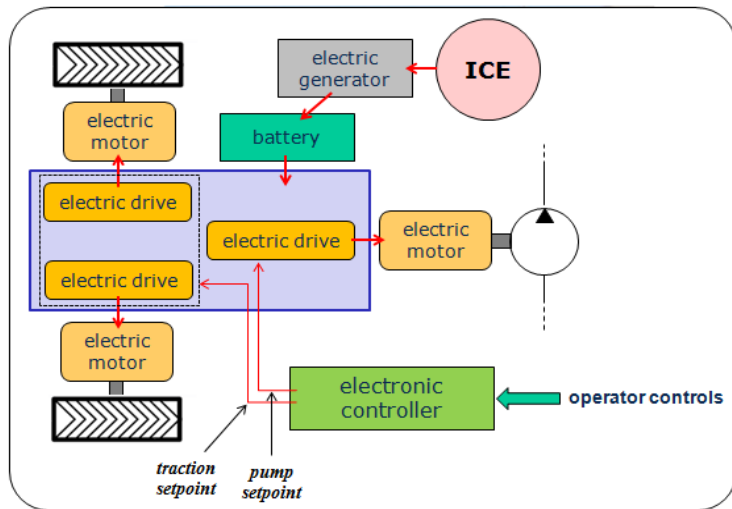 electric
generator
ICE
electric
motor
battery
electric drive
electric drive
electric
motor
electric drive
electric
motor
electronic
controller
operator controls
traction
setpoint
pump
setpoint